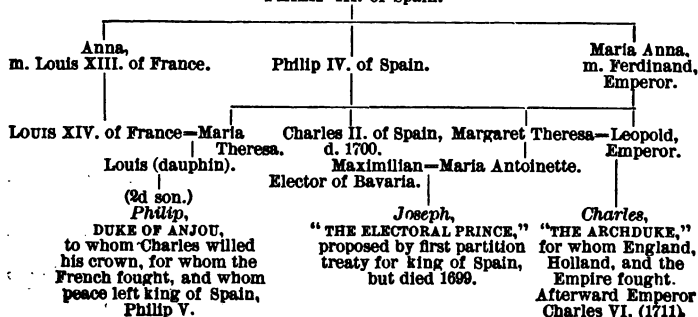 of Spain.
Anna,
m. Louis XIII. of France.
Philip IV. of Spain.
Maria Anna,
m. Ferdinand,
Emperor.
LOUIS XIV. of France=Maria
Theresa.
Charles II. of Spain,
d. 1700.
Margaret Theresa=Leopold,
Emperor.
Louis (dauphin).
Maximilian=Maria Antoinette.
Elector of Bavaria.
(2d son.)
Philip,
DUKE OF ANJOU,
to whom Charles willed
his crown, for whom the
French fought, and whom
peace left king of Spain,
Philip V.
Joseph,
"THE ELECTORAL PRINCE,"
proposed by first partition
treaty for king of Spain,
but died 1699.
Charles,
"THE ARCHDUKE,"
for whom England,
Holland, and the
Empire fought.
Afterward Emperor
Charles VI. (1711).